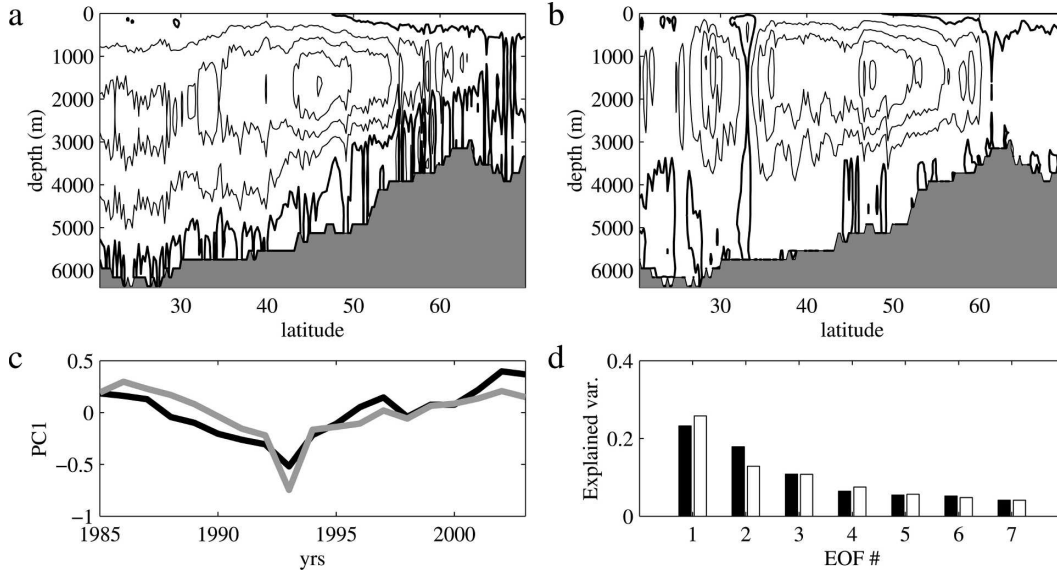 a
0
1000
2000
3000
4000
5000
6000
depth (m)
30 40 50 60
latitude
b
0
1000
2000
3000
4000
5000
6000
depth (m)
30 40 50 60
latitude
c
0.5
0
−0.5
−1
PC1
1985 1990 1995 2000
yrs
d
0.4
0.2
0
Explained var.
1 2 3 4 5 6 7
EOF #